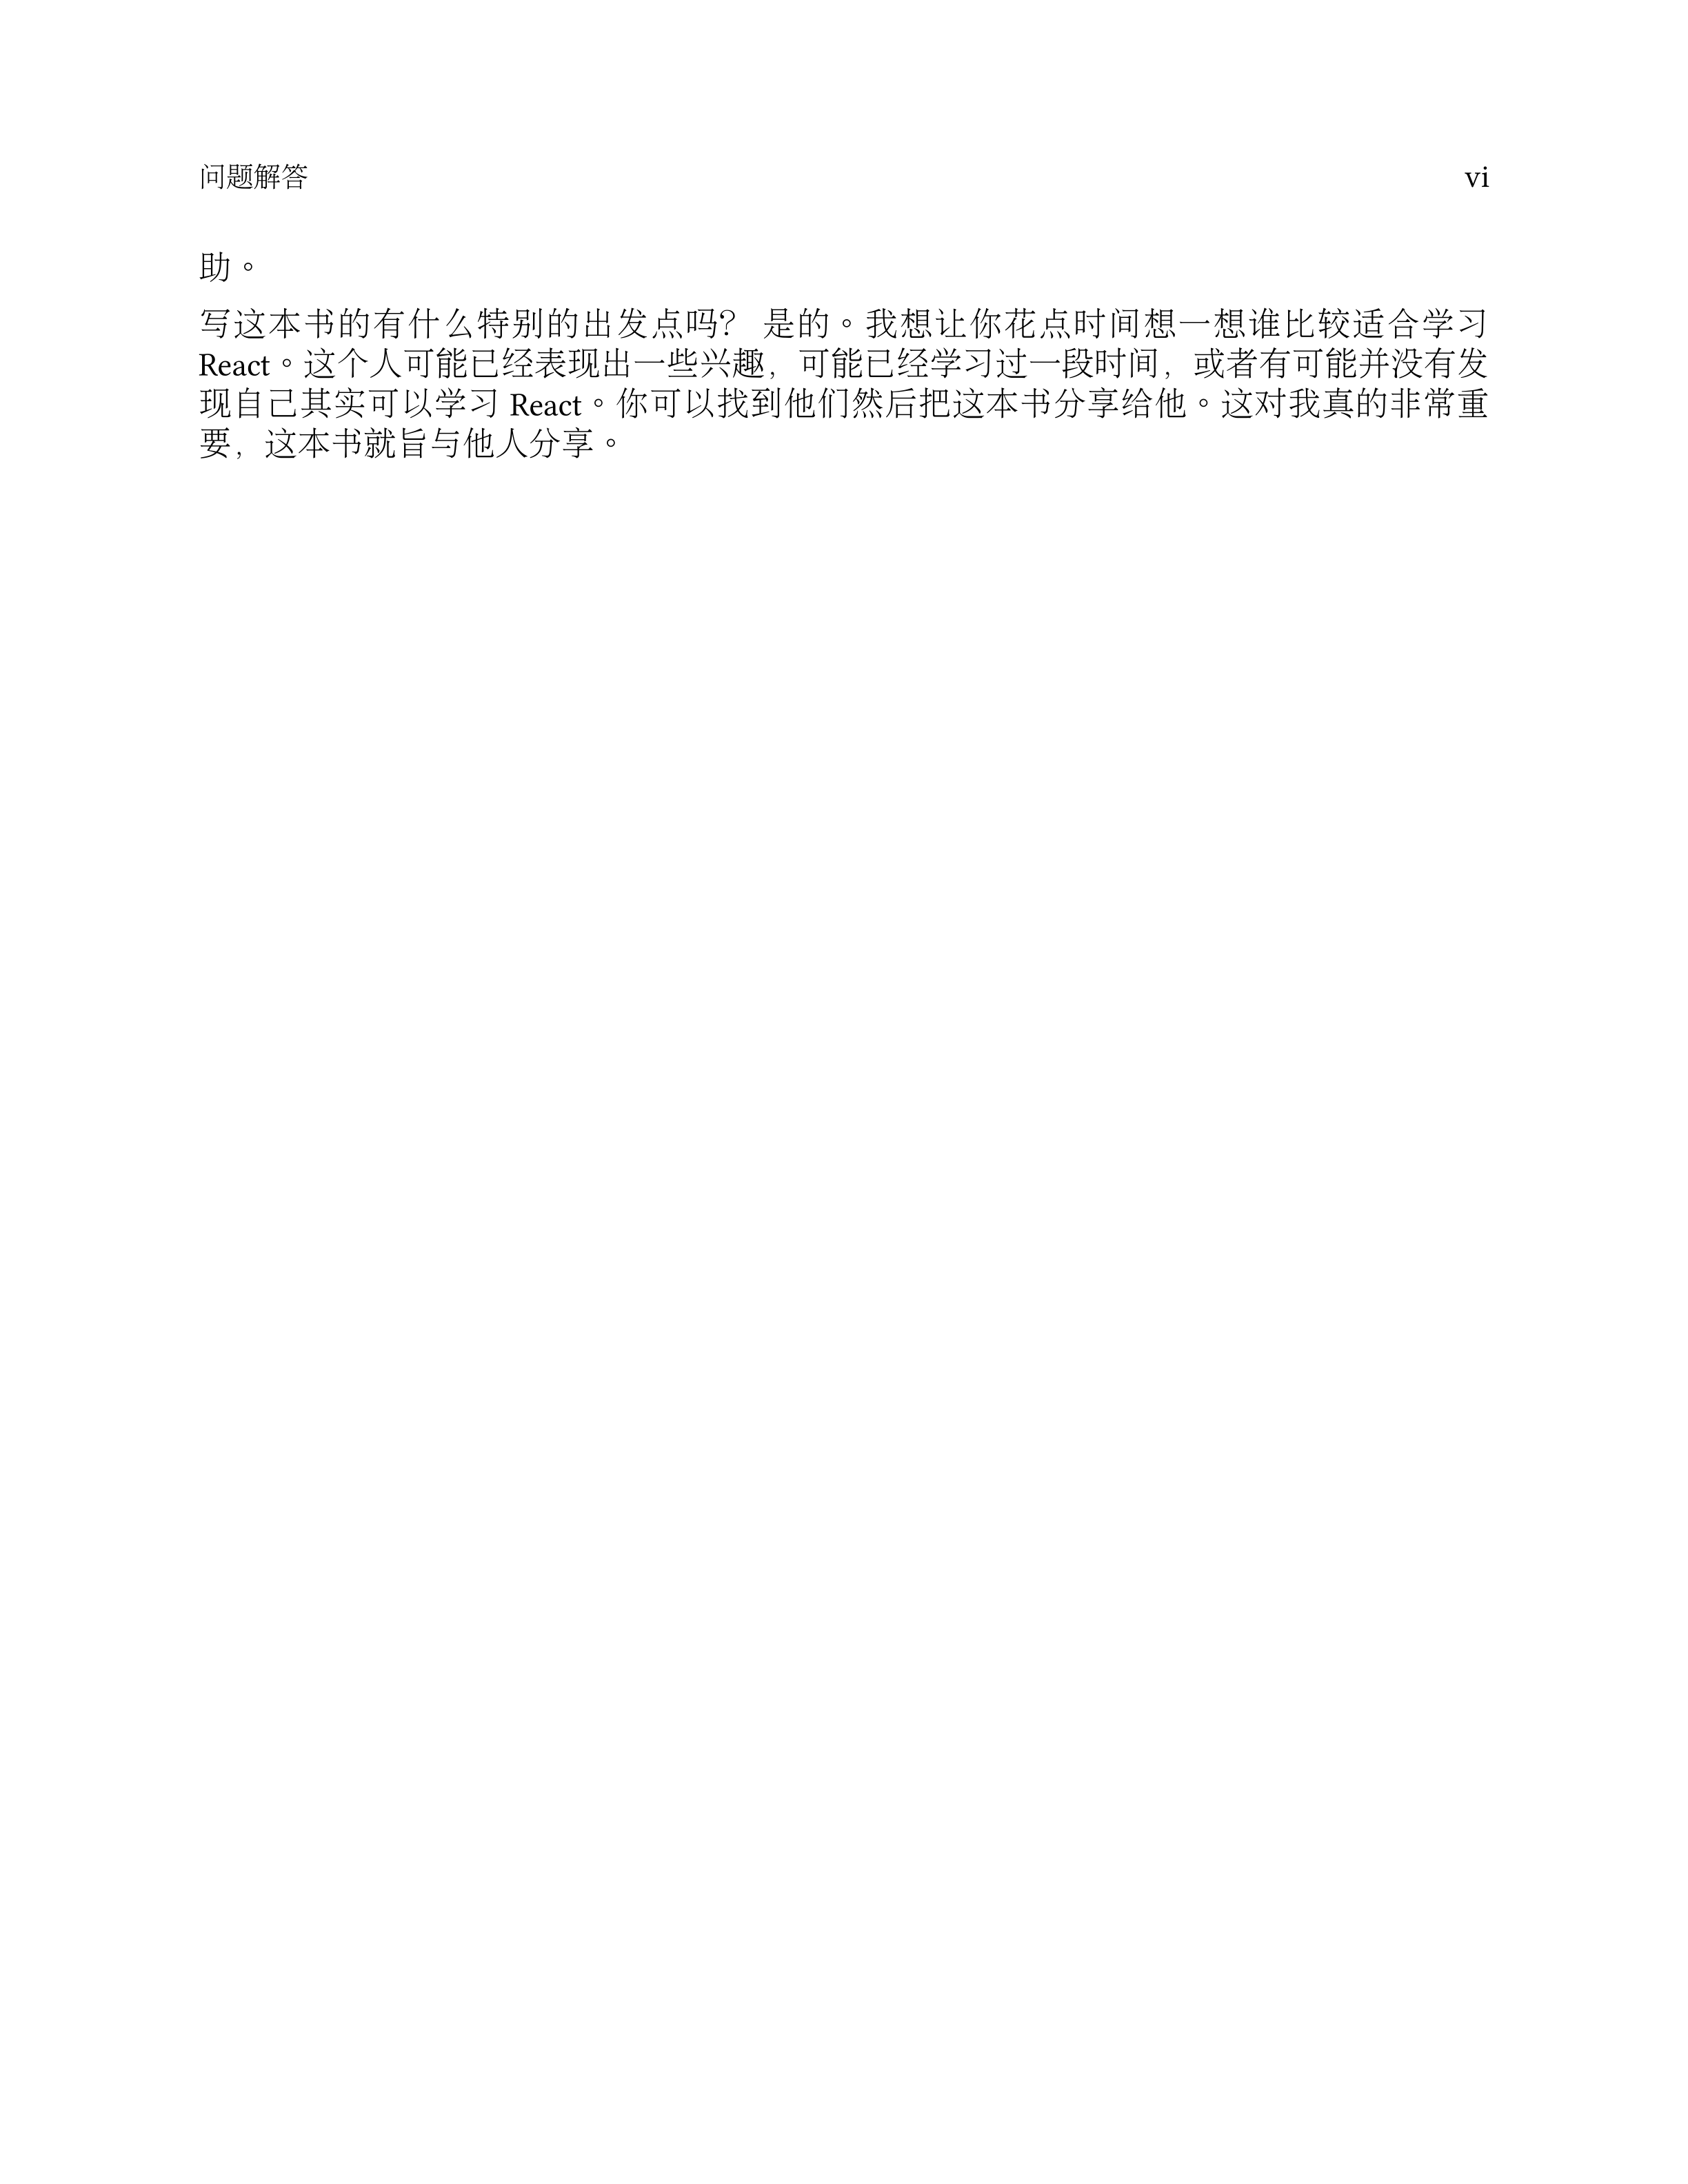 问题解答 vi
助。
写这本书的有什么特别的出发点吗？ 是的。我想让你花点时间想一想谁比较适合学习
React。这个人可能已经表现出一些兴趣，可能已经学习过一段时间，或者有可能并没有发
现自己其实可以学习 React。你可以找到他们然后把这本书分享给他。这对我真的非常重
要，这本书就旨与他人分享。